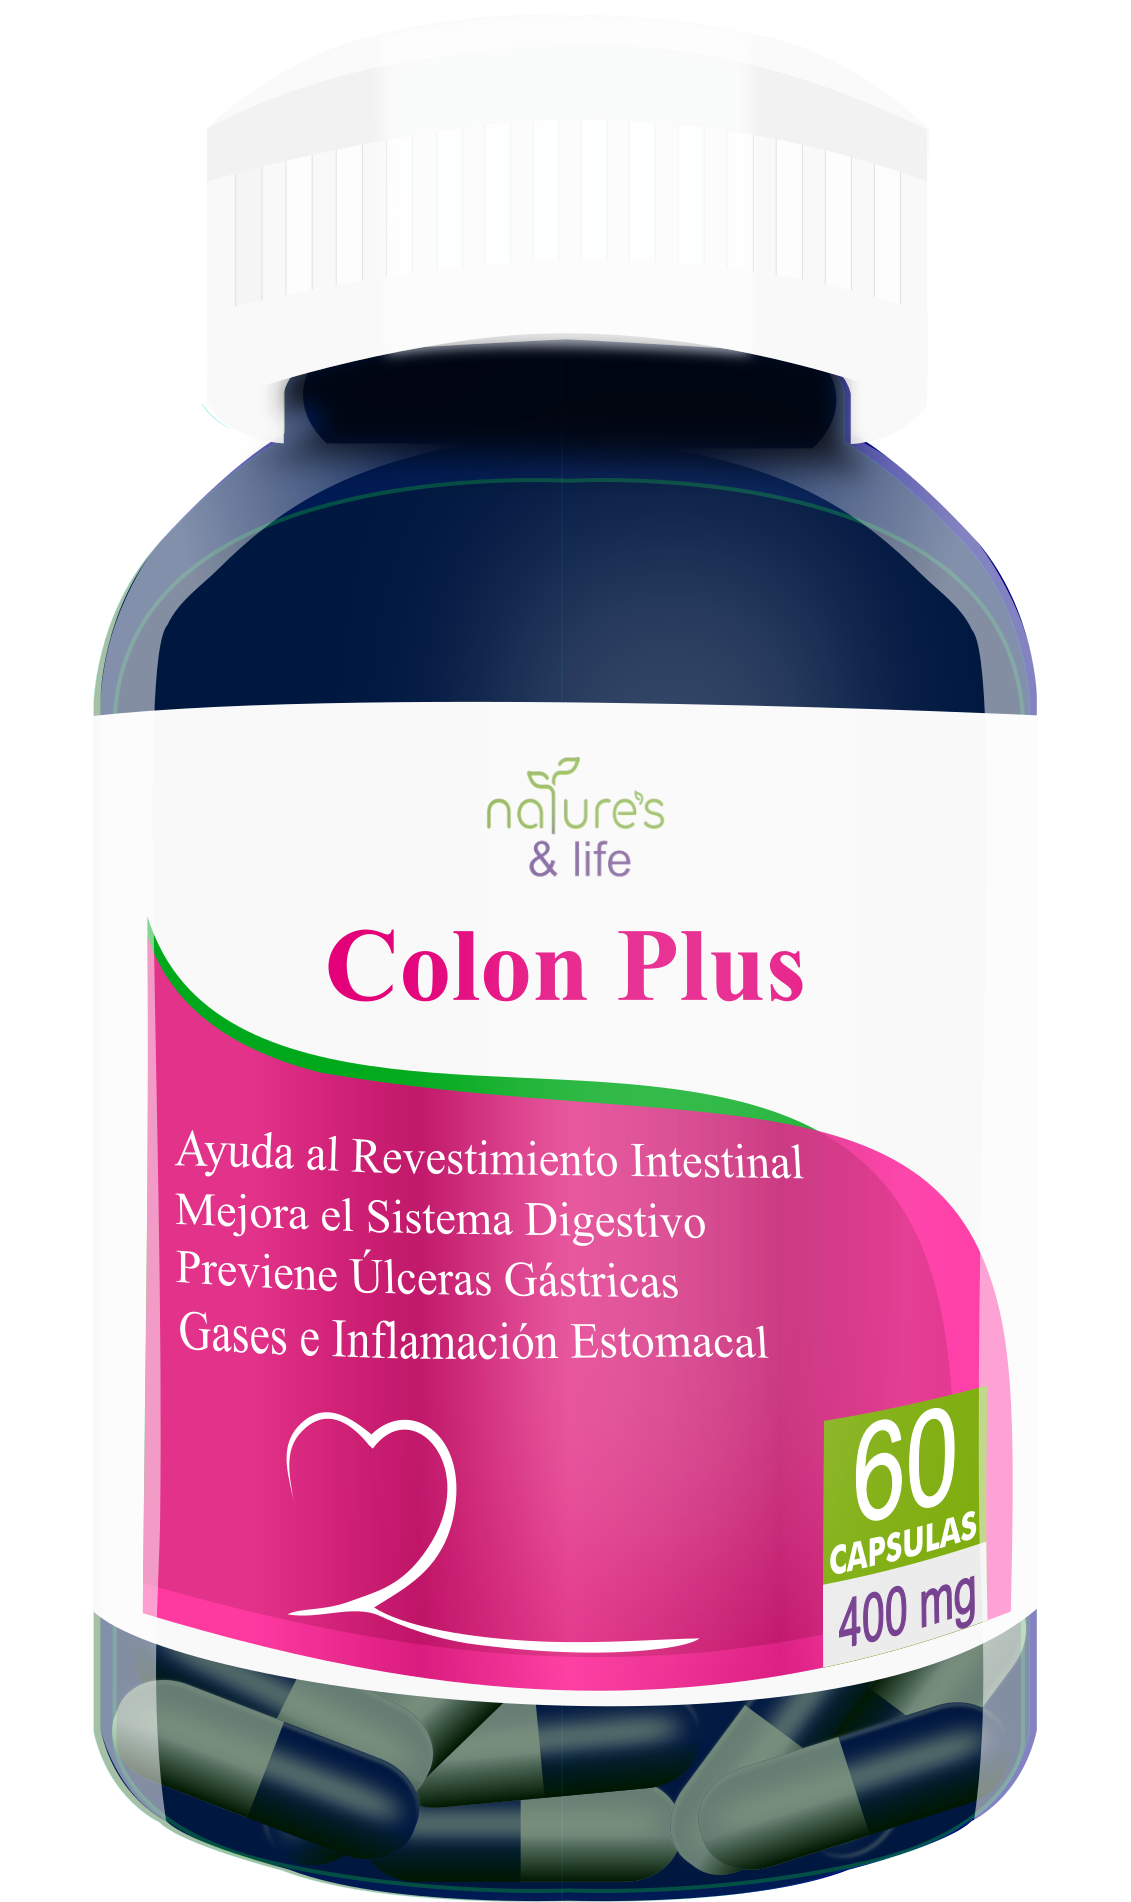 nature's
& life
Colon Plus
Ayuda al Revestimiento Intestinal
Mejora el Sistema Digestivo
Previene Úlceras Gástricas
Gases e Inflamación Estomacal
60
CAPSULAS
400 mg